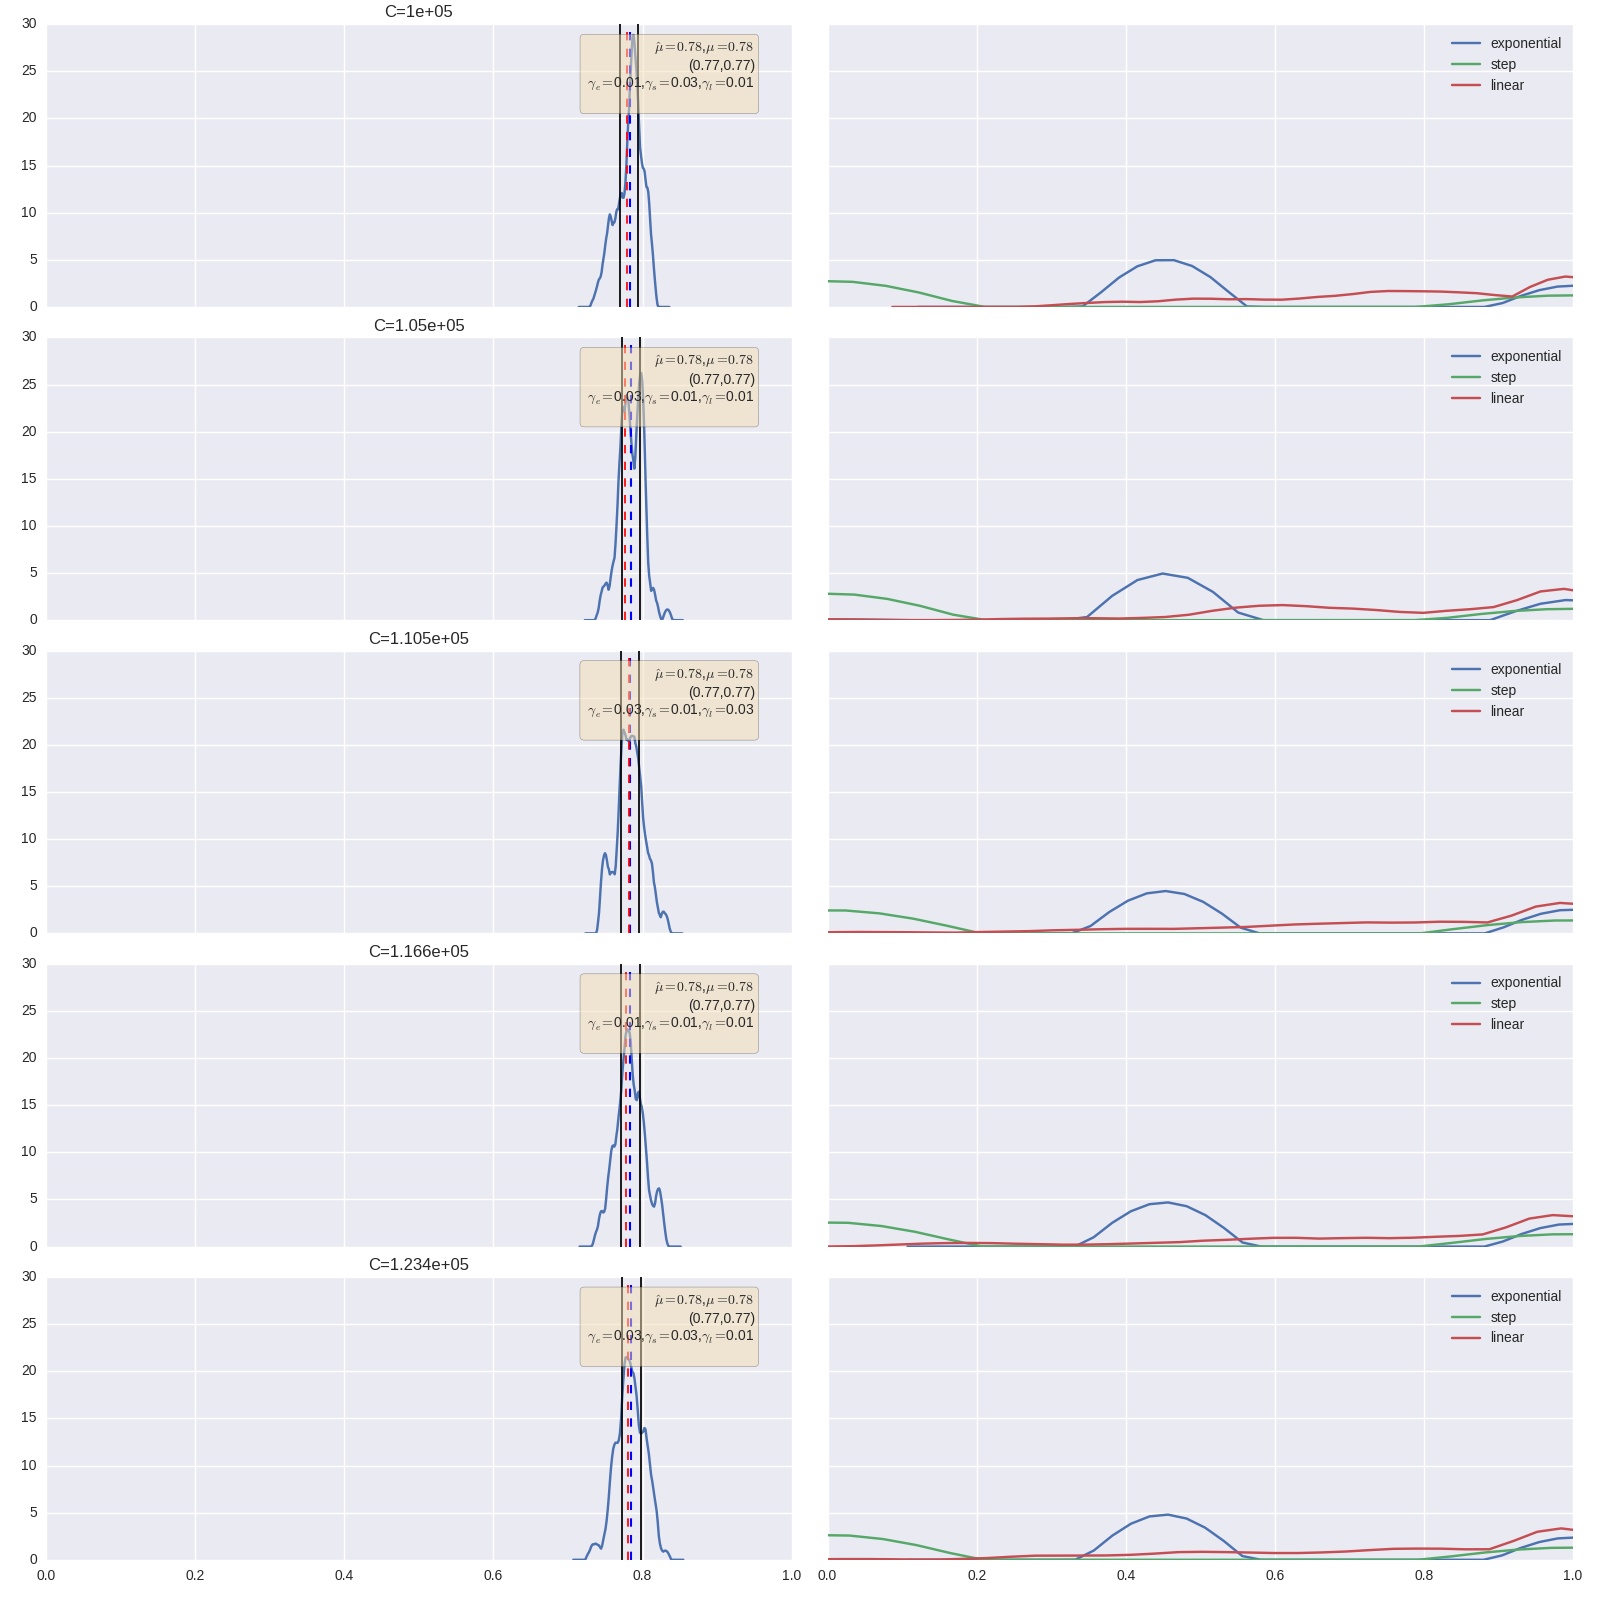 C=1e+05
30
25
20
15
10
5
0
μ̂=0.78,μ=0.78
(0.77,0.77)
γₑ=0.01,γₛ=0.03,γₗ=0.01
exponential
step
linear
C=1.05e+05
30
25
20
15
10
5
0
μ̂=0.78,μ=0.78
(0.77,0.77)
γₑ=0.03,γₛ=0.01,γₗ=0.01
exponential
step
linear
C=1.105e+05
30
25
20
15
10
5
0
μ̂=0.78,μ=0.78
(0.77,0.77)
γₑ=0.03,γₛ=0.01,γₗ=0.03
exponential
step
linear
C=1.166e+05
30
25
20
15
10
5
0
μ̂=0.78,μ=0.78
(0.77,0.77)
γₑ=0.01,γₛ=0.01,γₗ=0.01
exponential
step
linear
C=1.234e+05
30
25
20
15
10
5
0
μ̂=0.78,μ=0.78
(0.77,0.77)
γₑ=0.03,γₛ=0.03,γₗ=0.01
exponential
step
linear
0.0 0.2 0.4 0.6 0.8 1.0
0.0 0.2 0.4 0.6 0.8 1.0